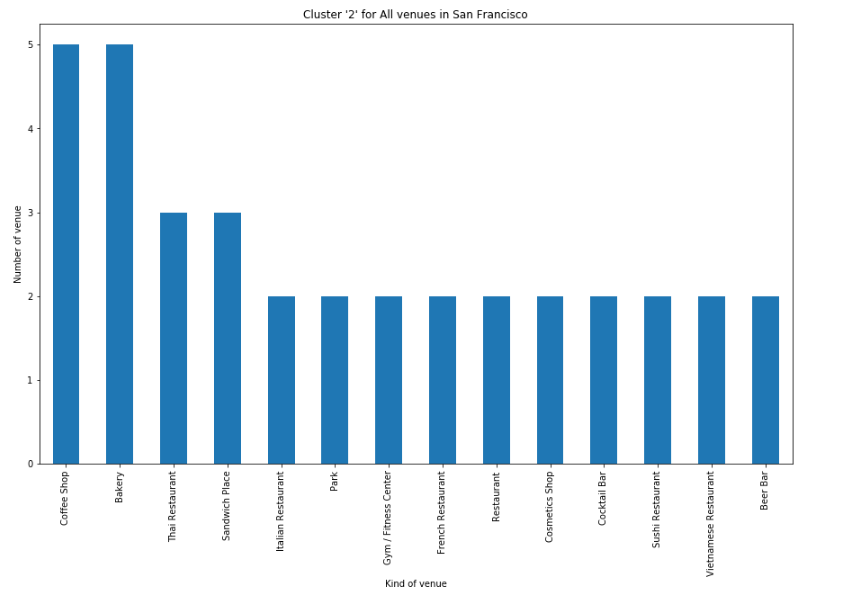 Cluster '2' for All venues in San Francisco
Number of venue
5
4
3
2
1
0
Coffee Shop
Bakery
Thai Restaurant
Sandwich Place
Italian Restaurant
Park
Gym / Fitness Center
French Restaurant
Restaurant
Cosmetics Shop
Cocktail Bar
Sushi Restaurant
Vietnamese Restaurant
Beer Bar
Kind of venue